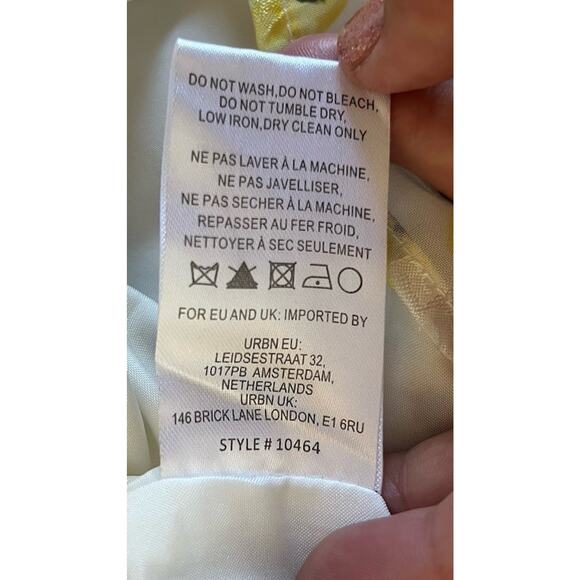 DO NOT WASH,DO NOT BLEACH,
DO NOT TUMBLE DRY,
LOW IRON,DRY CLEAN ONLY
NE PAS LAVER À LA MACHINE,
NE PAS JAVELLISER,
NE PAS SECHER À LA MACHINE,
REPASSER AU FER FROID,
NETTOYER À SEC SEULEMENT
FOR EU AND UK: IMPORTED BY
URBN EU:
LEIDSESTRAAT 32,
1017PB AMSTERDAM,
NETHERLANDS
URBN UK:
146 BRICK LANE LONDON, E1 6RU
STYLE # 10464